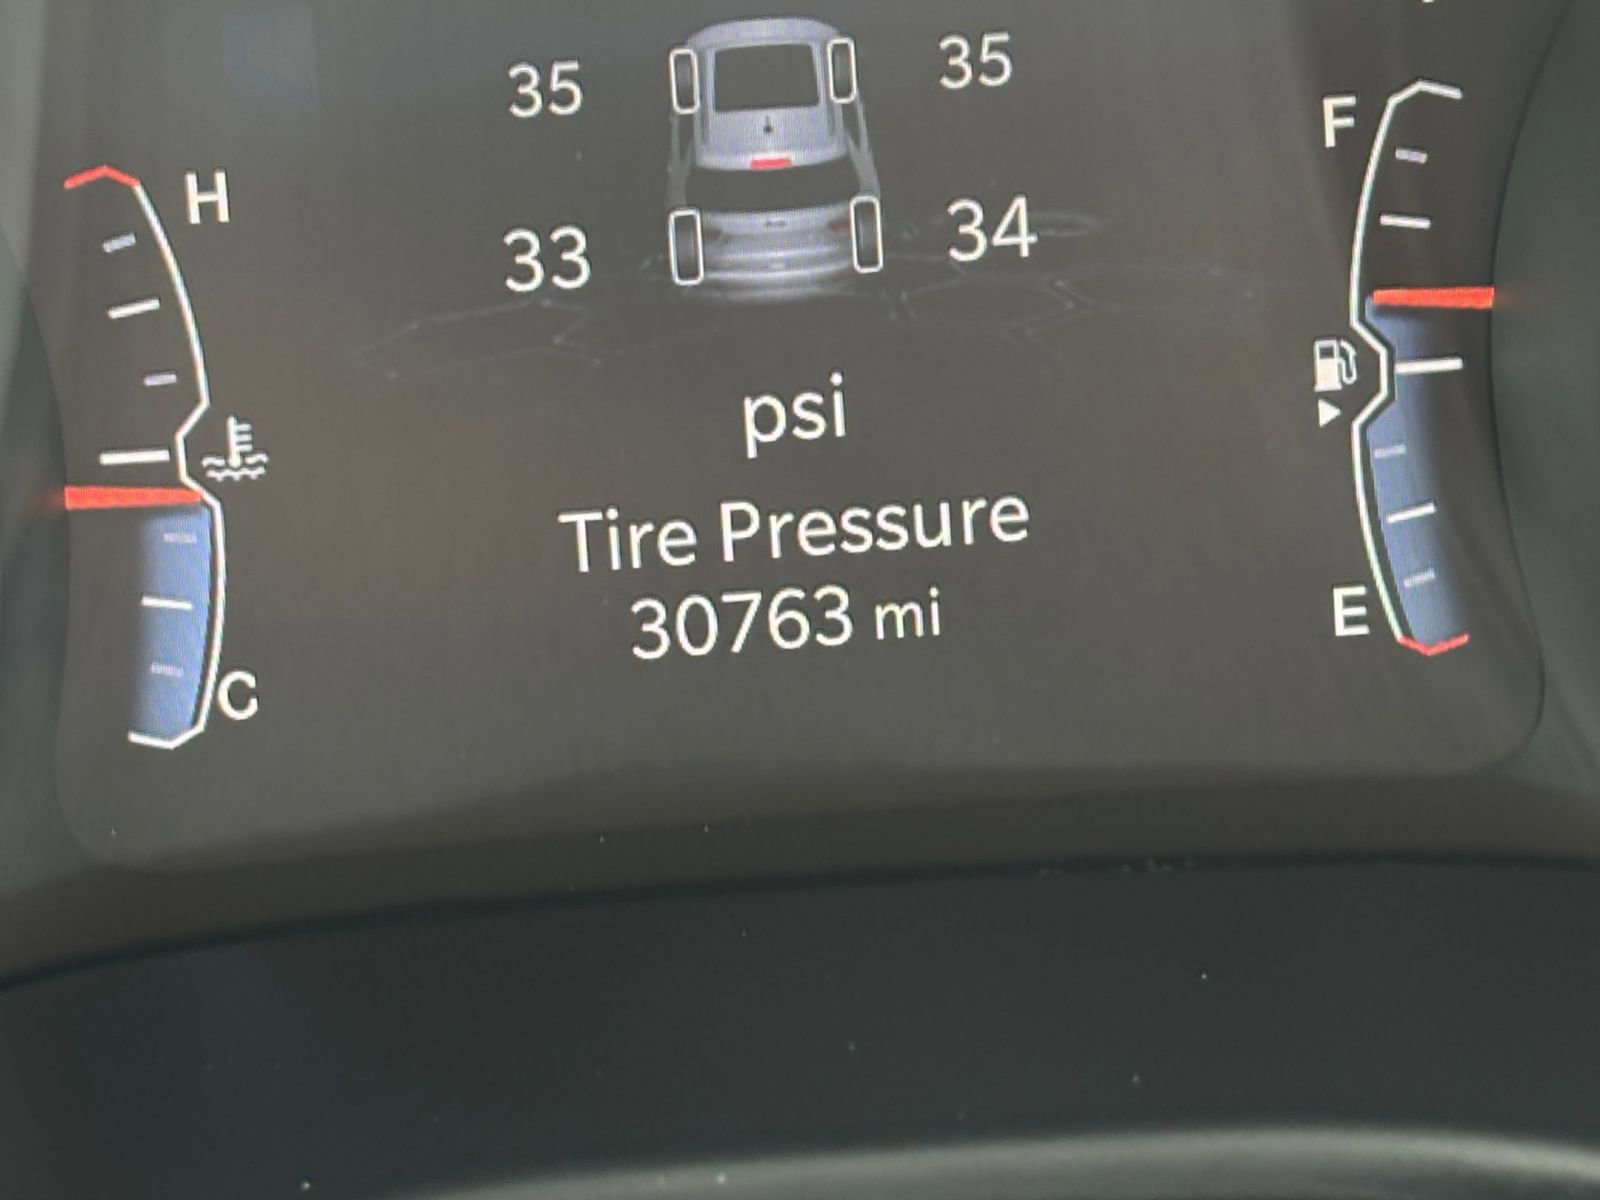 35 35
H F
33 34
psi
Tire Pressure
30763 mi
E
C